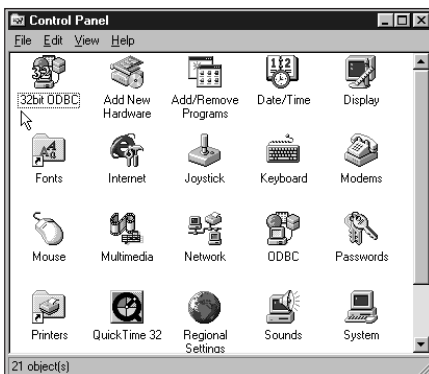 Control Panel
File Edit View Help
32bit ODBC
Add New
Hardware
Add/Remove
Programs
Date/Time
Display
Fonts
Internet
Joystick
Keyboard
Modems
Mouse
Multimedia
Network
ODBC
Passwords
Printers
QuickTime 32
Regional
Settings
Sounds
System
21 object(s)